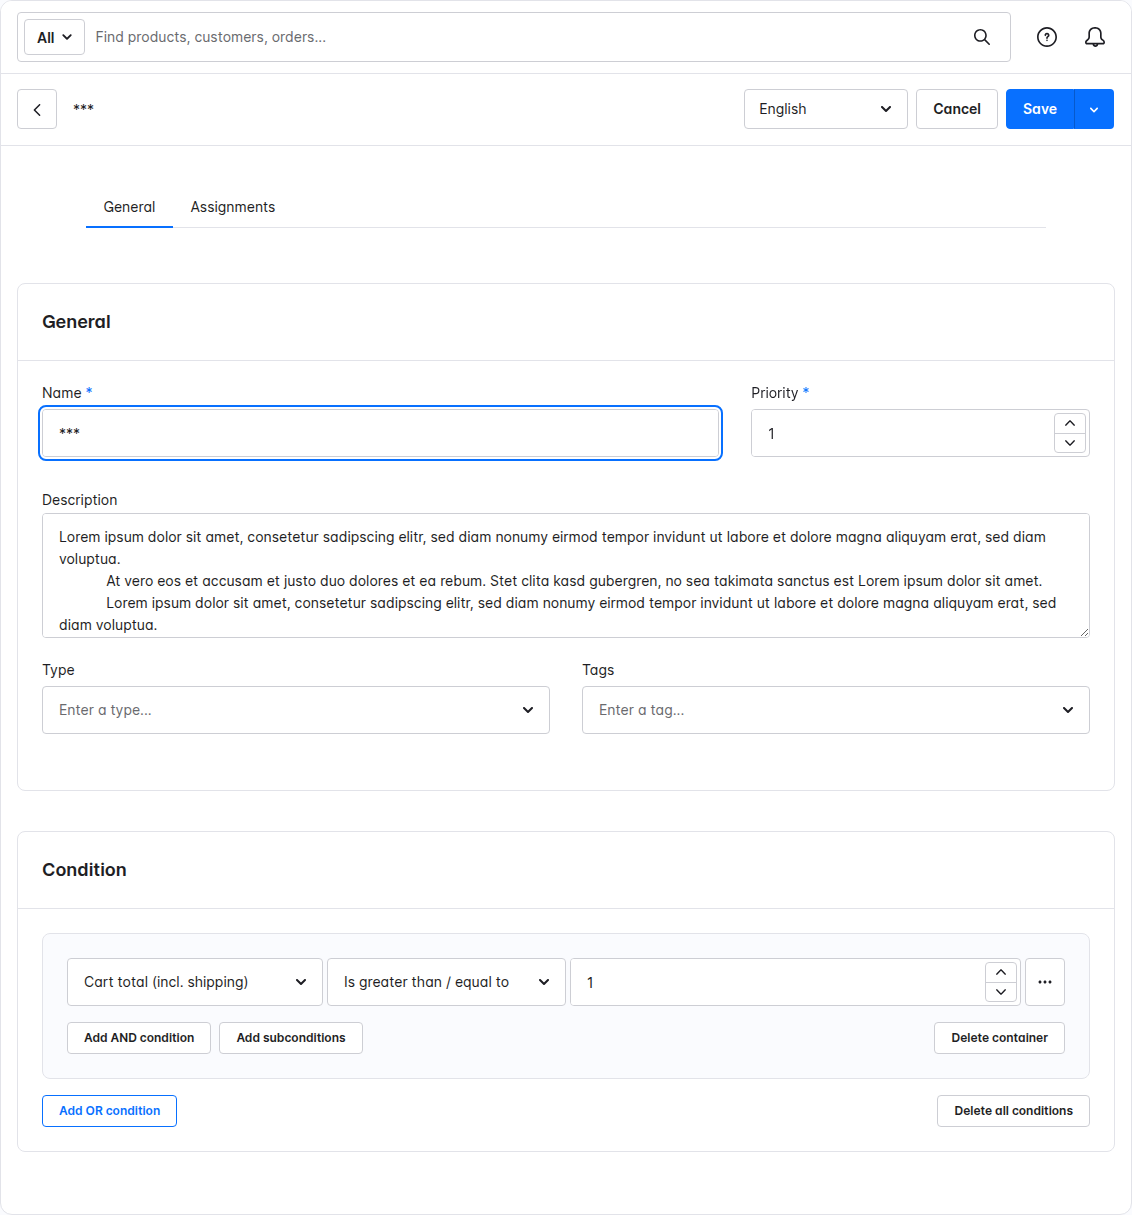 All
Find products, customers, orders...
***
English
Cancel
Save
General
Assignments
General
Name *
Priority *
***
1
Description
Lorem ipsum dolor sit amet, consetetur sadipscing elitr, sed diam nonumy eirmod tempor invidunt ut labore et dolore magna aliquyam erat, sed diam
voluptua.
At vero eos et accusam et justo duo dolores et ea rebum. Stet clita kasd gubergren, no sea takimata sanctus est Lorem ipsum dolor sit amet.
Lorem ipsum dolor sit amet, consetetur sadipscing elitr, sed diam nonumy eirmod tempor invidunt ut labore et dolore magna aliquyam erat, sed
diam voluptua.
Type
Tags
Enter a type...
Enter a tag...
Condition
Cart total (incl. shipping)
Is greater than / equal to
1
Add AND condition
Add subconditions
Delete container
Add OR condition
Delete all conditions